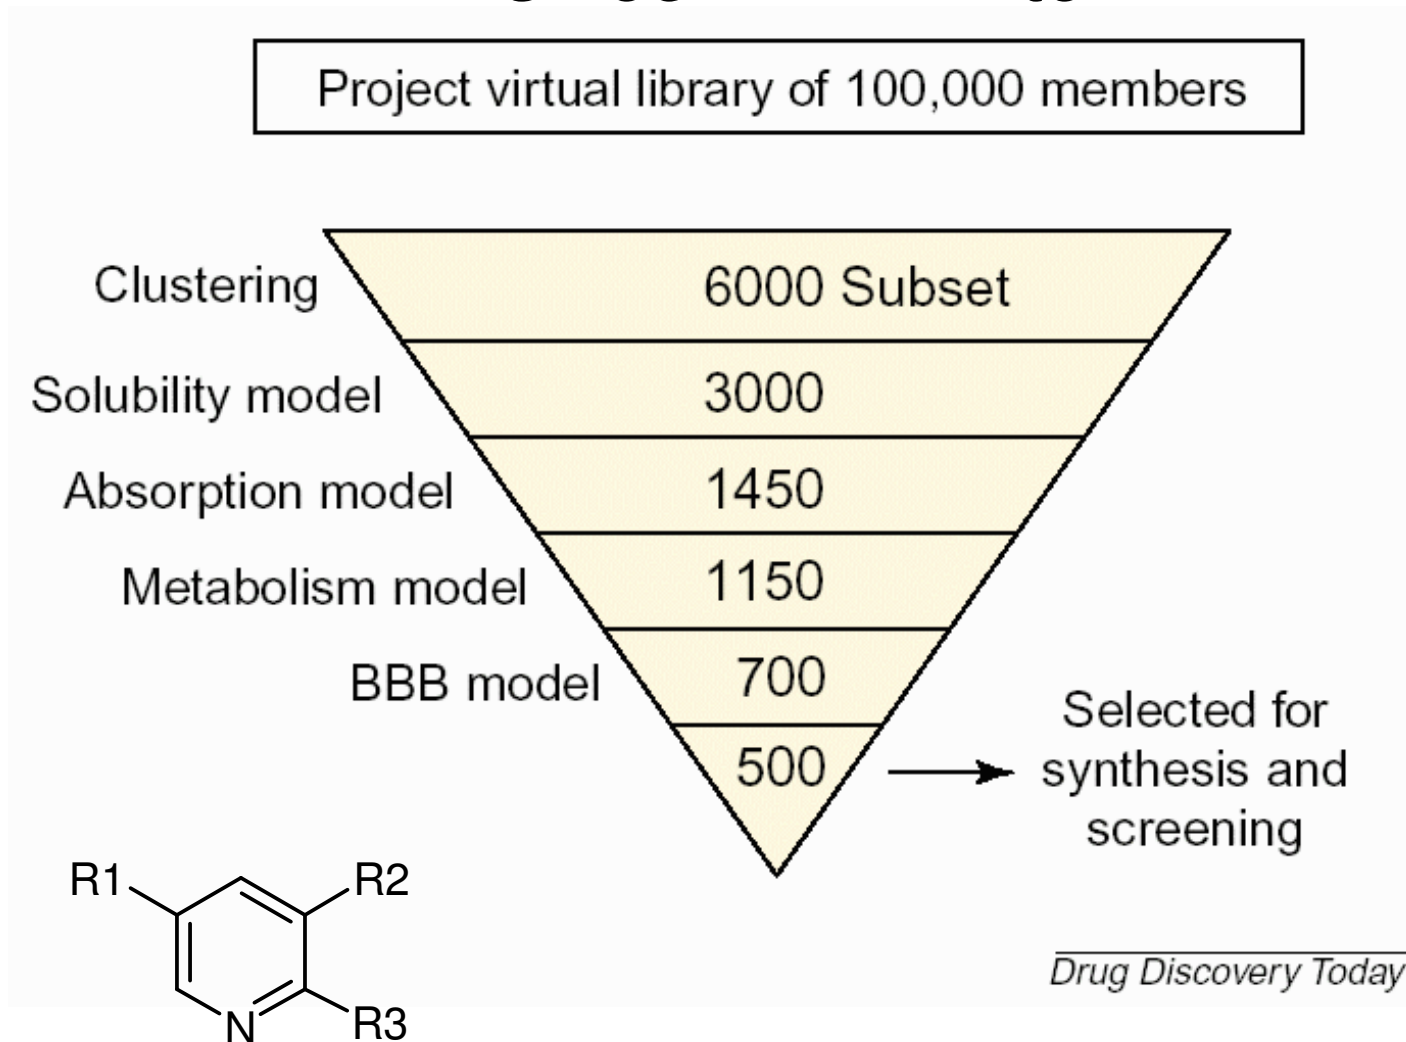 Project virtual library of 100,000 members
Clustering
6000 Subset
Solubility model
3000
Absorption model
1450
Metabolism model
1150
BBB model
700
500
Selected for
synthesis and
screening
R1
R2
N
R3
Drug Discovery Today